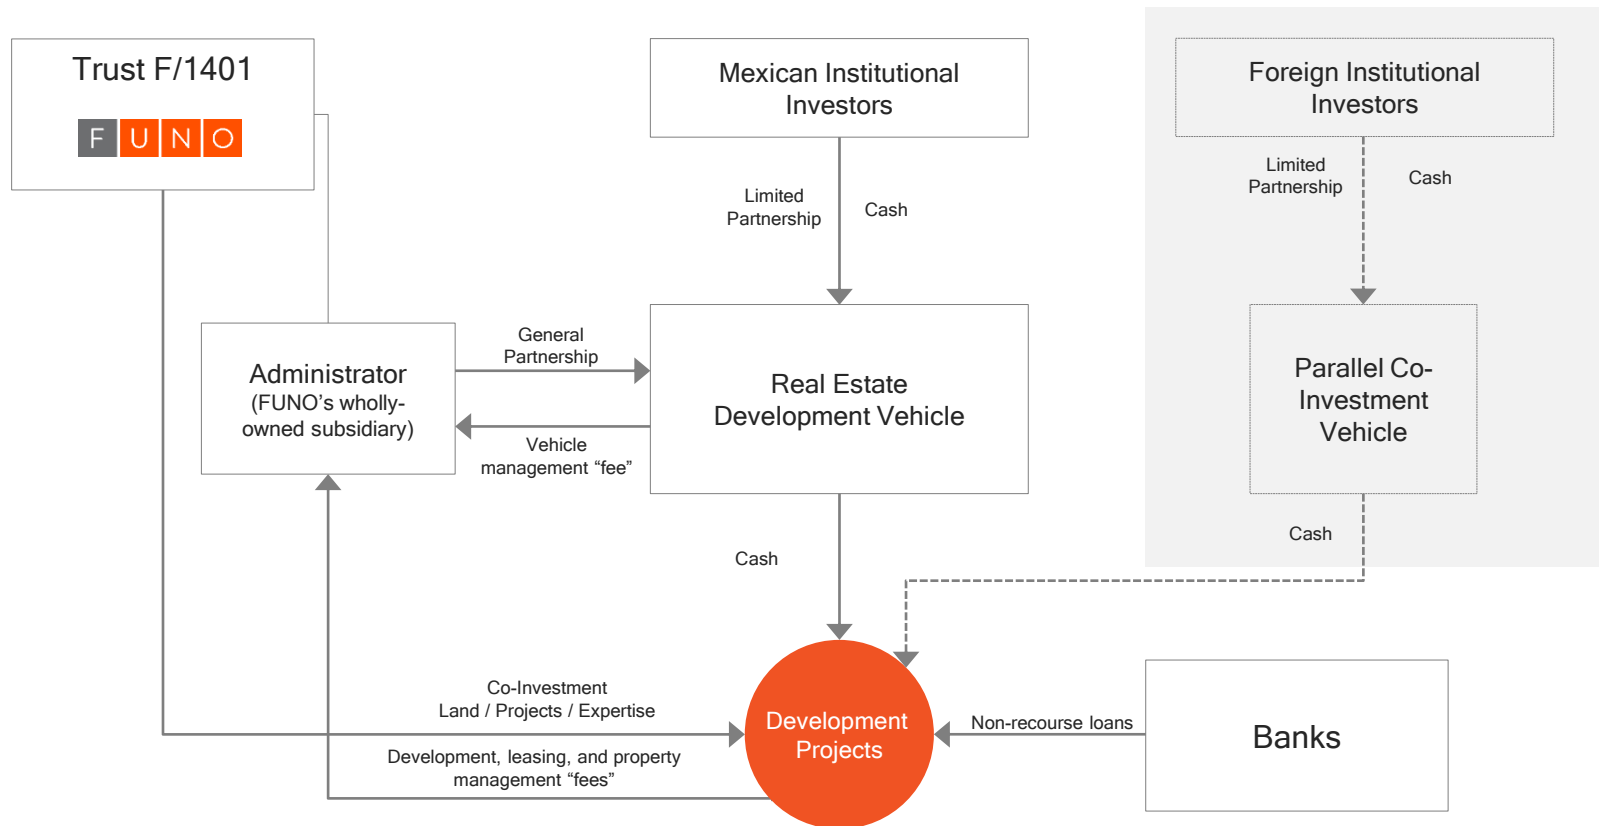 Trust F/1401
FUNO
Mexican Institutional
Investors
Foreign Institutional
Investors
Limited
Partnership
Cash
Limited
Partnership
Cash
General
Partnership
Administrator
(FUNO’s wholly-
owned subsidiary)
Real Estate
Development Vehicle
Parallel Co-
Investment
Vehicle
Vehicle
management “fee”
Cash
Cash
Co-Investment
Land / Projects / Expertise
Development, leasing, and property
management “fees”
Development
Projects
Non-recourse loans
Banks